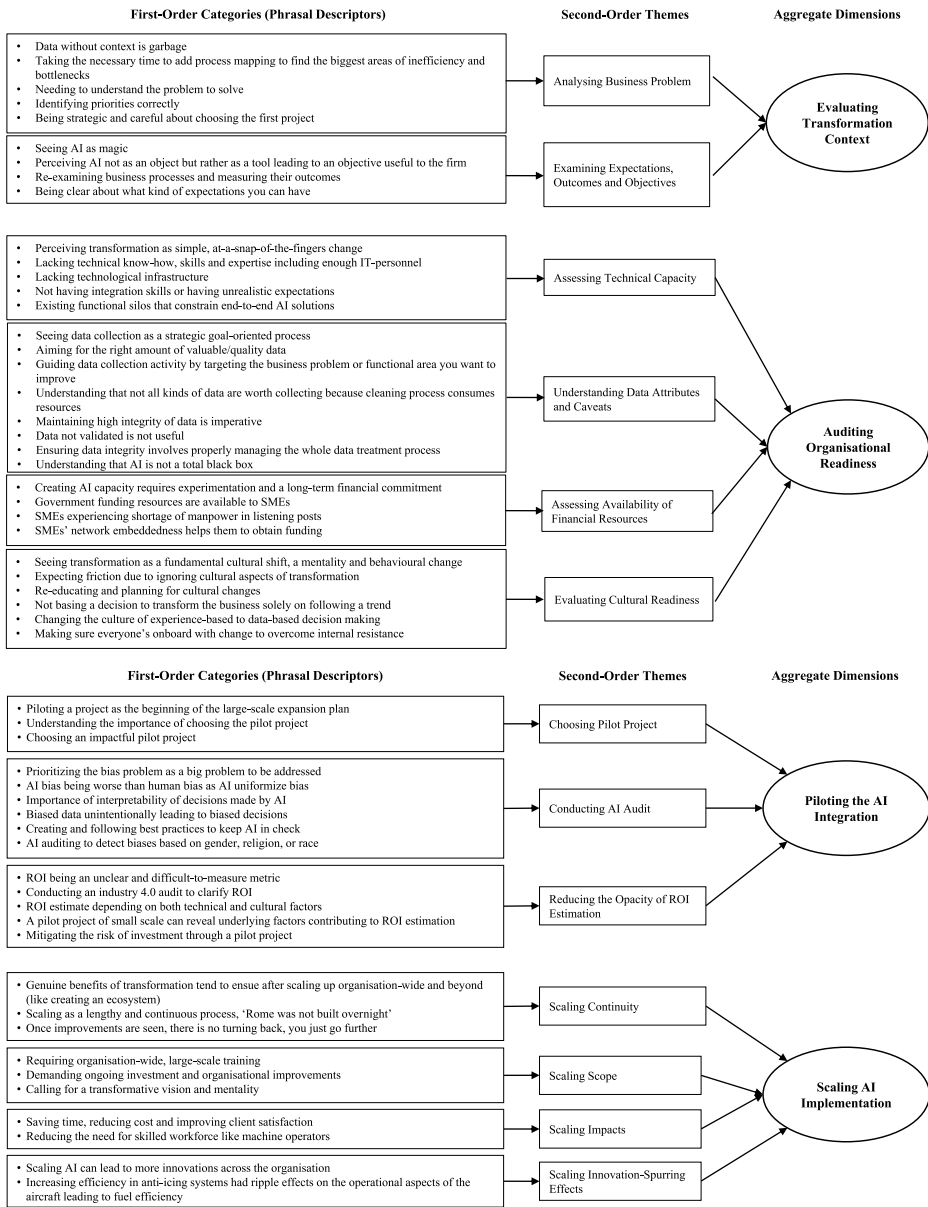 First-Order Categories (Phrasal Descriptors)
Second-Order Themes
Aggregate Dimensions
• Data without context is garbage
• Taking the necessary time to add process mapping to find the biggest areas of inefficiency and
bottlenecks
• Needing to understand the problem to solve
• Identifying priorities correctly
• Being strategic and careful about choosing the first project
Analysing Business Problem
• Seeing AI as magic
• Perceiving AI not as an object but rather as a tool leading to an objective useful to the firm
• Re-examining business processes and measuring their outcomes
• Being clear about what kind of expectations you can have
Examining Expectations,
Outcomes and Objectives
Evaluating
Transformation
Context
• Perceiving transformation as simple, at-a-snap-of-the-fingers change
• Lacking technical know-how, skills and expertise including enough IT-personnel
• Lacking technological infrastructure
• Not having integration skills or having unrealistic expectations
• Existing functional silos that constrain end-to-end AI solutions
Assessing Technical Capacity
• Seeing data collection as a strategic goal-oriented process
• Aiming for the right amount of valuable/quality data
• Guiding data collection activity by targeting the business problem or functional area you want to
improve
• Understanding that not all kinds of data are worth collecting because cleaning process consumes
resources
• Maintaining high integrity of data is imperative
• Data not validated is not useful
• Ensuring data integrity involves properly managing the whole data treatment process
• Understanding that AI is not a total black box
Understanding Data Attributes
and Caveats
• Creating AI capacity requires experimentation and a long-term financial commitment
• Government funding resources are available to SMEs
• SMEs experiencing shortage of manpower in listening posts
• SMEs’ network embeddedness helps them to obtain funding
Assessing Availability of
Financial Resources
• Seeing transformation as a fundamental cultural shift, a mentality and behavioural change
• Expecting friction due to ignoring cultural aspects of transformation
• Re-educating and planning for cultural changes
• Not basing a decision to transform the business solely on following a trend
• Changing the culture of experience-based to data-based decision making
• Making sure everyone’s onboard with change to overcome internal resistance
Evaluating Cultural Readiness
Auditing
Organisational
Readiness
First-Order Categories (Phrasal Descriptors)
Second-Order Themes
Aggregate Dimensions
• Piloting a project as the beginning of the large-scale expansion plan
• Understanding the importance of choosing the pilot project
• Choosing an impactful pilot project
Choosing Pilot Project
• Prioritizing the bias problem as a big problem to be addressed
• AI bias being worse than human bias as AI uniformize bias
• Importance of interpretability of decisions made by AI
• Biased data unintentionally leading to biased decisions
• Creating and following best practices to keep AI in check
• AI auditing to detect biases based on gender, religion, or race
Conducting AI Audit
• ROI being an unclear and difficult-to-measure metric
• Conducting an industry 4.0 audit to clarify ROI
• ROI estimate depending on both technical and cultural factors
• A pilot project of small scale can reveal underlying factors contributing to ROI estimation
• Mitigating the risk of investment through a pilot project
Reducing the Opacity of ROI
Estimation
Piloting the AI
Integration
• Genuine benefits of transformation tend to ensue after scaling up organisation-wide and beyond
(like creating an ecosystem)
• Scaling as a lengthy and continuous process, ‘Rome was not built overnight’
• Once improvements are seen, there is no turning back, you just go further
Scaling Continuity
• Requiring organisation-wide, large-scale training
• Demanding ongoing investment and organisational improvements
• Calling for a transformative vision and mentality
Scaling Scope
• Saving time, reducing cost and improving client satisfaction
• Reducing the need for skilled workforce like machine operators
Scaling Impacts
• Scaling AI can lead to more innovations across the organisation
• Increasing efficiency in anti-icing systems had ripple effects on the operational aspects of the
aircraft leading to fuel efficiency
Scaling Innovation-Spurring
Effects
Scaling AI
Implementation